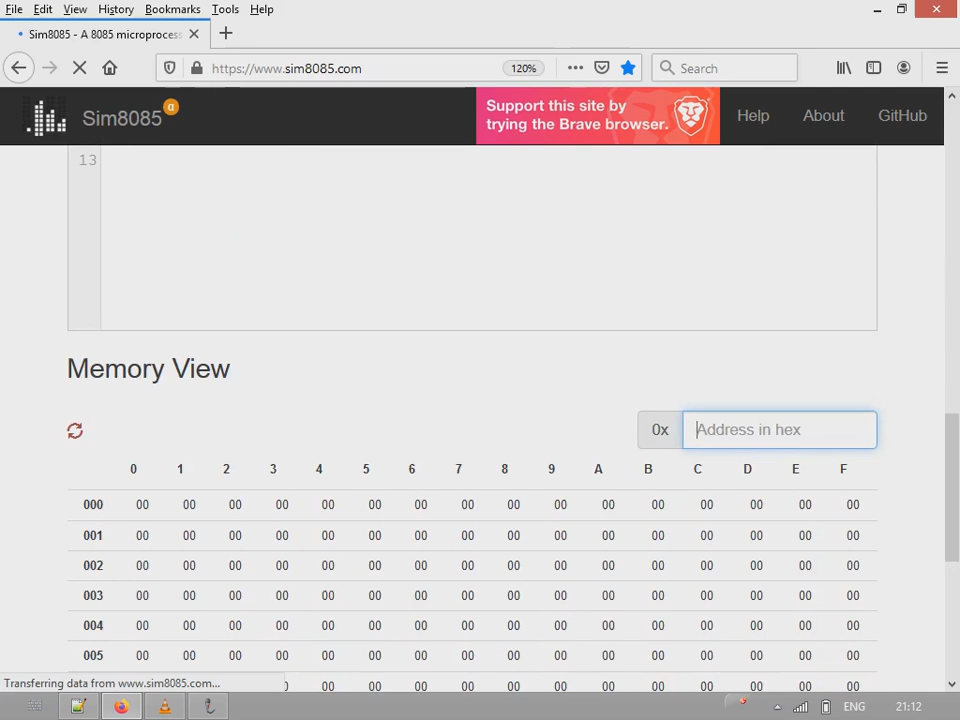 File Edit View History Bookmarks Tools Help
Sim8085 - A 8085 microprocess
https://www.sim8085.com 120% Search
Sim8085 α
Support this site by
trying the Brave browser.
Help About GitHub
13
Memory View
0x Address in hex
0 1 2 3 4 5 6 7 8 9 A B C D E F
000 00 00 00 00 00 00 00 00 00 00 00 00 00 00 00 00
001 00 00 00 00 00 00 00 00 00 00 00 00 00 00 00 00
002 00 00 00 00 00 00 00 00 00 00 00 00 00 00 00 00
003 00 00 00 00 00 00 00 00 00 00 00 00 00 00 00 00
004 00 00 00 00 00 00 00 00 00 00 00 00 00 00 00 00
005 00 00 00 00 00 00 00 00 00 00 00 00 00 00 00 00
00 00 00 00 00 00 00 00 00 00 00 00
Transferring data from www.sim8085.com...
ENG 21:12